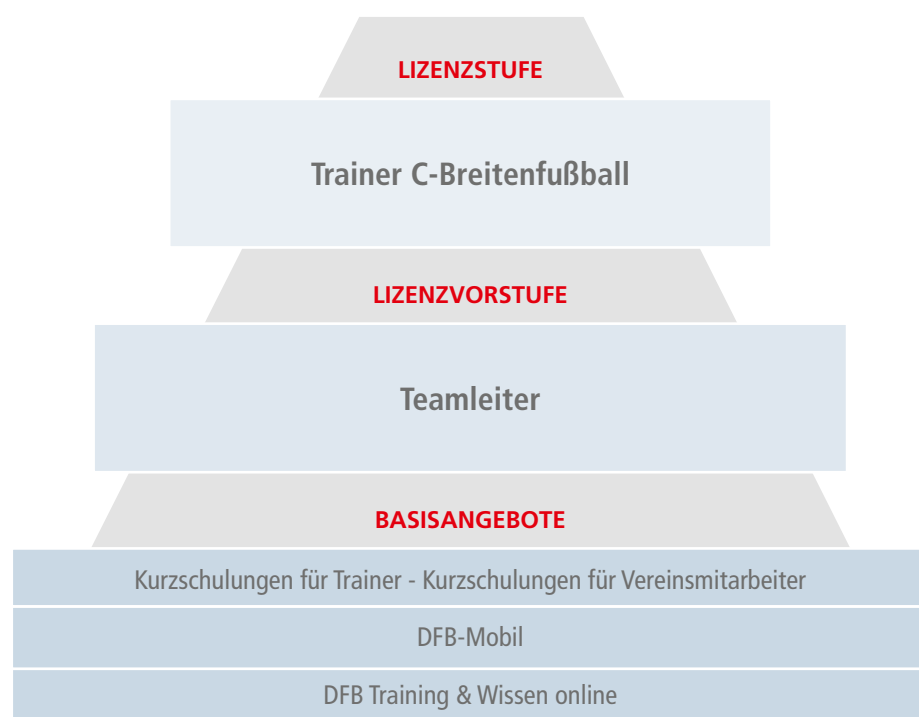 LIZENZSTUFE
Trainer C-Breitenfußball
LIZENZVORSTUFE
Teamleiter
BASISANGEBOTE
Kurzschulungen für Trainer - Kurzschulungen für Vereinsmitarbeiter
DFB-Mobil
DFB Training & Wissen online